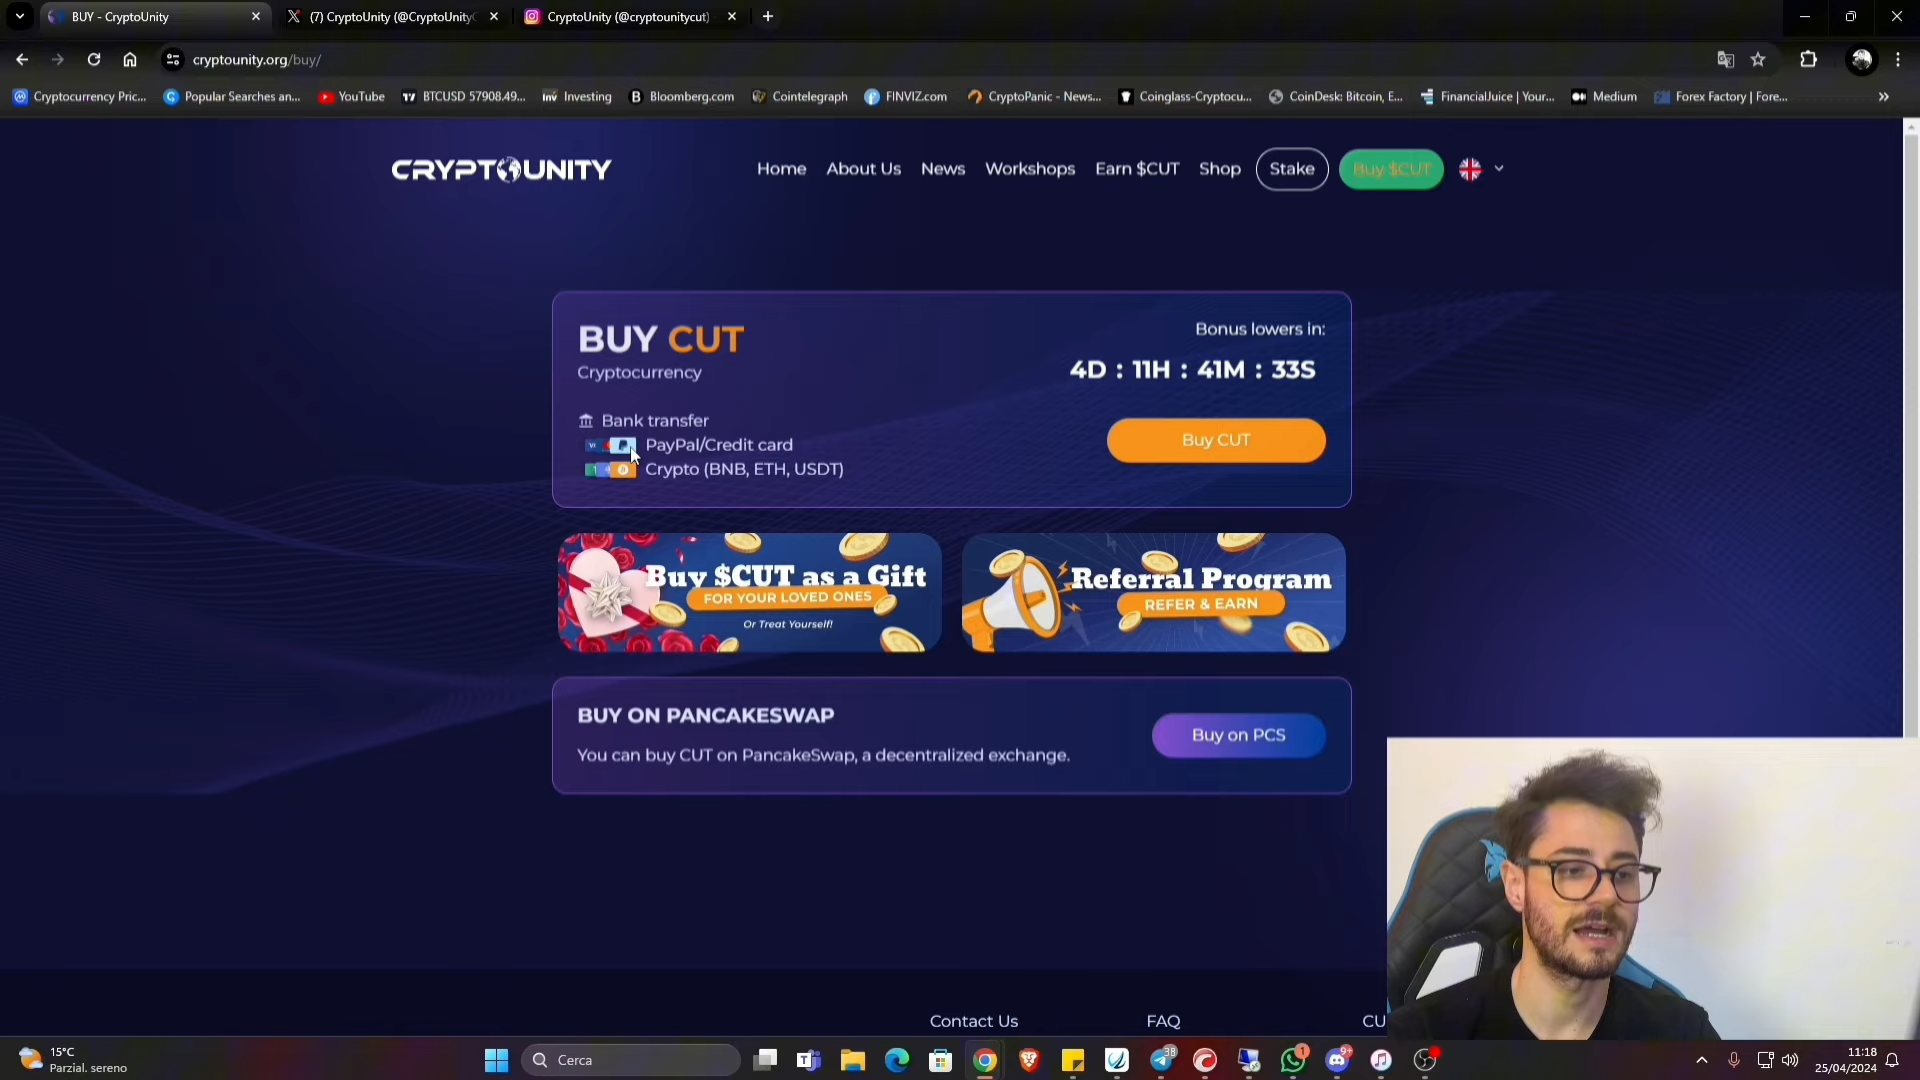 BUY - CryptoUnity
(7) CryptoUnity (@CryptoUnityC
CryptoUnity (@cryptounitycut)
cryptounity.org/buy/
Cryptocurrency Pric...
Popular Searches an...
YouTube
BTCUSD 57908.49...
Investing
Bloomberg.com
Cointelegraph
FINVIZ.com
CryptoPanic - News...
Coinglass-Cryptocu...
CoinDesk: Bitcoin, E...
FinancialJuice | Your...
Medium
Forex Factory | Fore...
CRYPTOUNITY
Home
About Us
News
Workshops
Earn $CUT
Shop
Stake
Buy $CUT
BUY CUT
Cryptocurrency
Bonus lowers in:
4D : 11H : 41M : 33S
Bank transfer
PayPal/Credit card
Crypto (BNB, ETH, USDT)
Buy CUT
Buy $CUT as a Gift
FOR YOUR LOVED ONES
Or Treat Yourself!
Referral Program
REFER & EARN
BUY ON PANCAKESWAP
You can buy CUT on PancakeSwap, a decentralized exchange.
Buy on PCS
Contact Us
FAQ
CU
15°C
Parzial. sereno
Cerca
38
1
9+
11:18
25/04/2024